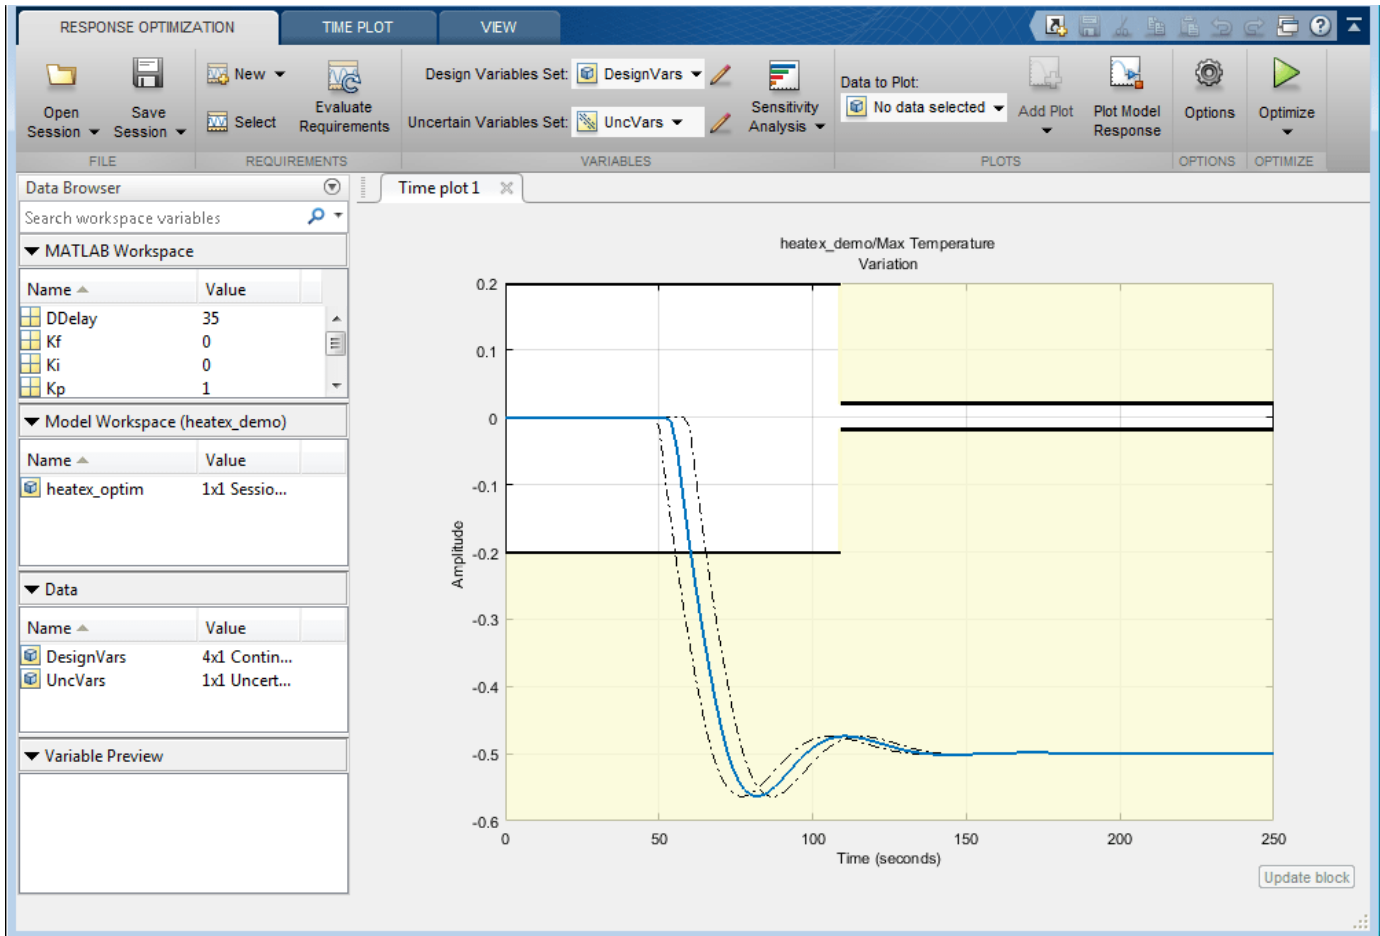 RESPONSE OPTIMIZATION
TIME PLOT
VIEW
Open Session
Save Session
FILE
New
Select
Evaluate Requirements
REQUIREMENTS
Design Variables Set: DesignVars
Uncertain Variables Set: UncVars
Sensitivity Analysis
VARIABLES
Data to Plot:
No data selected
Add Plot
Plot Model Response
PLOTS
Options
OPTIONS
Optimize
OPTIMIZE
Data Browser
Search workspace variables
MATLAB Workspace
Name Value
DDelay 35
Kf 0
Ki 0
Kp 1
Model Workspace (heatex_demo)
Name Value
heatex_optim 1x1 Sessio...
Data
Name Value
DesignVars 4x1 Contin...
UncVars 1x1 Uncert...
Variable Preview
Time plot 1
heatex_demo/Max Temperature
Variation
0.2
0.1
0
-0.1
-0.2
-0.3
-0.4
-0.5
-0.6
Amplitude
0 50 100 150 200 250
Time (seconds)
Update block